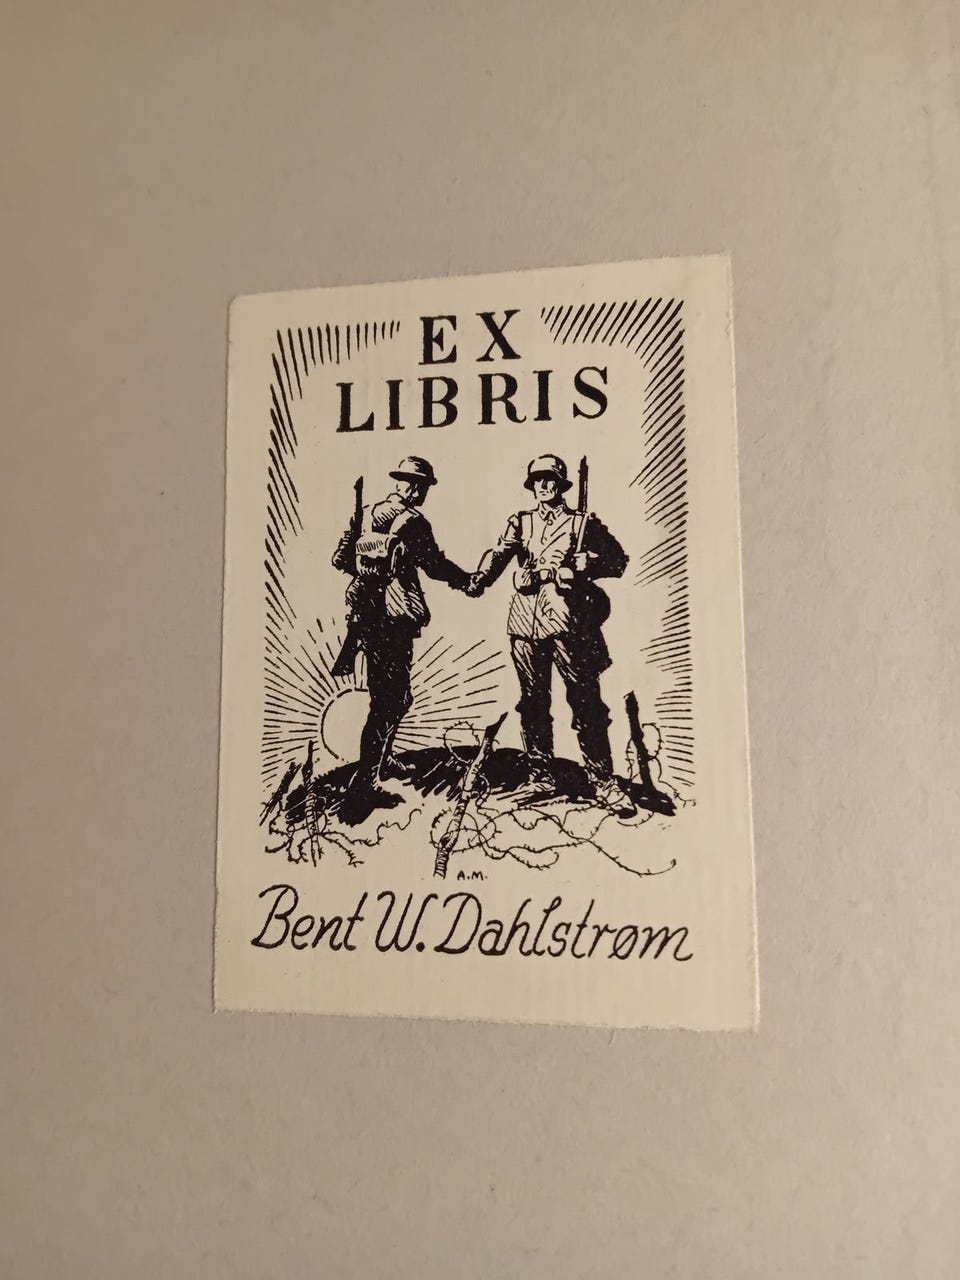 EX
LIBRIS
A.M.
Bent W. Dahlstrøm